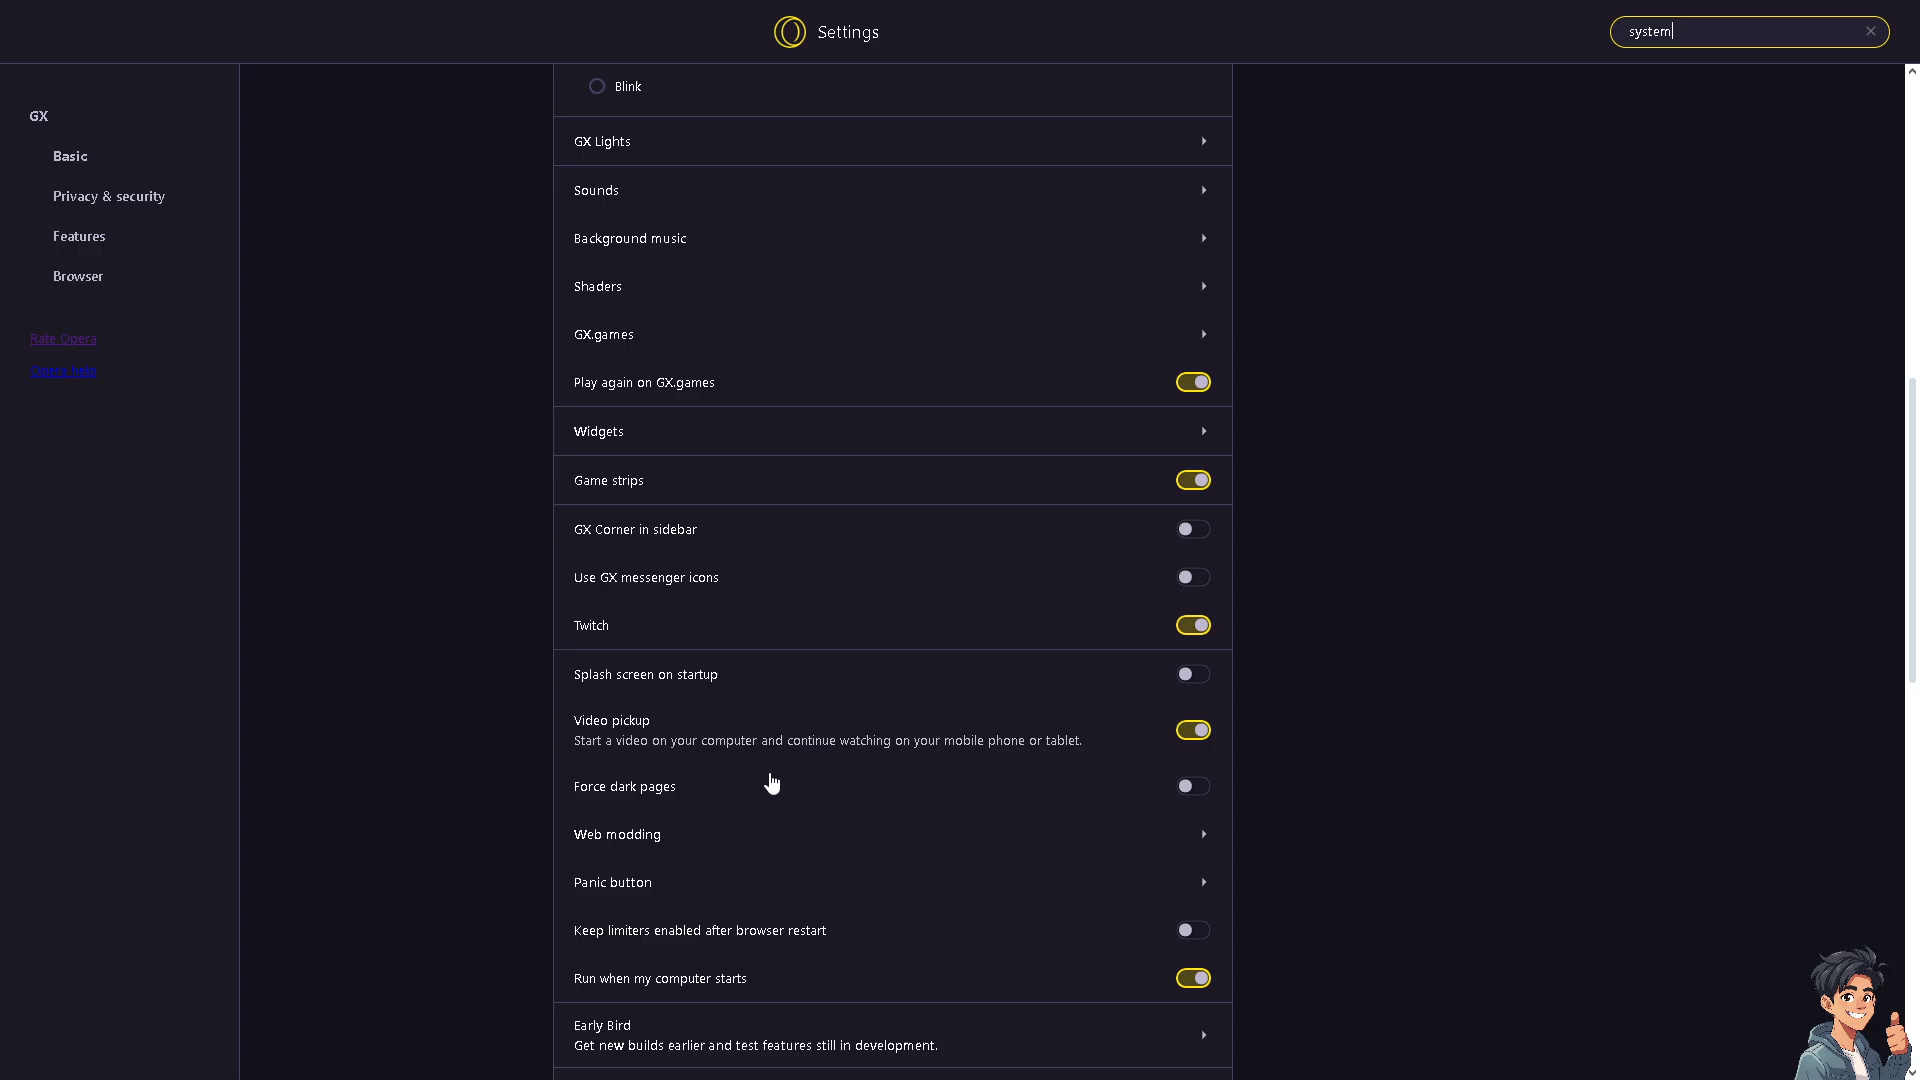 Settings
system
GX
Basic
Privacy & security
Features
Browser
Rate Opera
Opera help
Blink
GX Lights
Sounds
Background music
Shaders
GX.games
Play again on GX.games
Widgets
Game strips
GX Corner in sidebar
Use GX messenger icons
Twitch
Splash screen on startup
Video pickup
Start a video on your computer and continue watching on your mobile phone or tablet.
Force dark pages
Web modding
Panic button
Keep limiters enabled after browser restart
Run when my computer starts
Early Bird
Get new builds earlier and test features still in development.